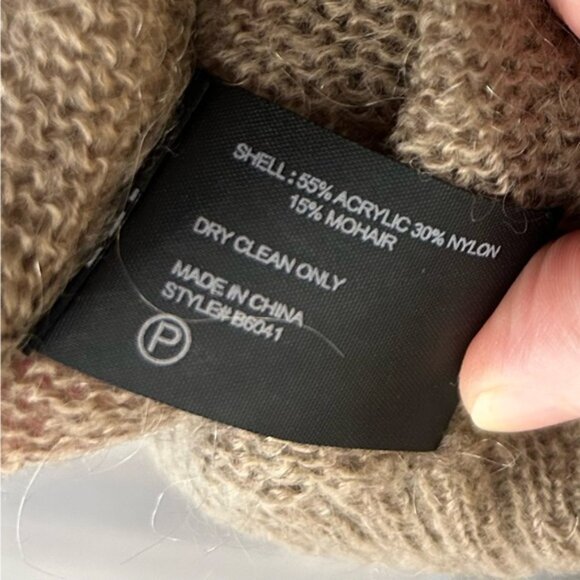 SHELL : 55% ACRYLIC 30% NYLON
15% MOHAIR
DRY CLEAN ONLY
MADE IN CHINA
STYLE#:B6041
P